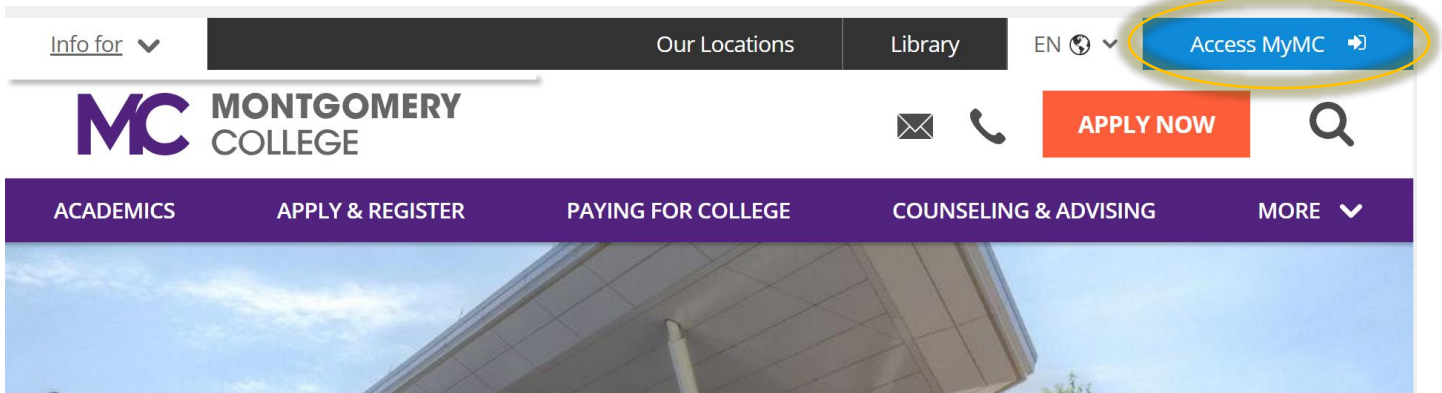 Info for Our Locations Library EN Access MyMC
MC MONTGOMERY
COLLEGE
APPLY NOW
ACADEMICS APPLY & REGISTER PAYING FOR COLLEGE COUNSELING & ADVISING MORE